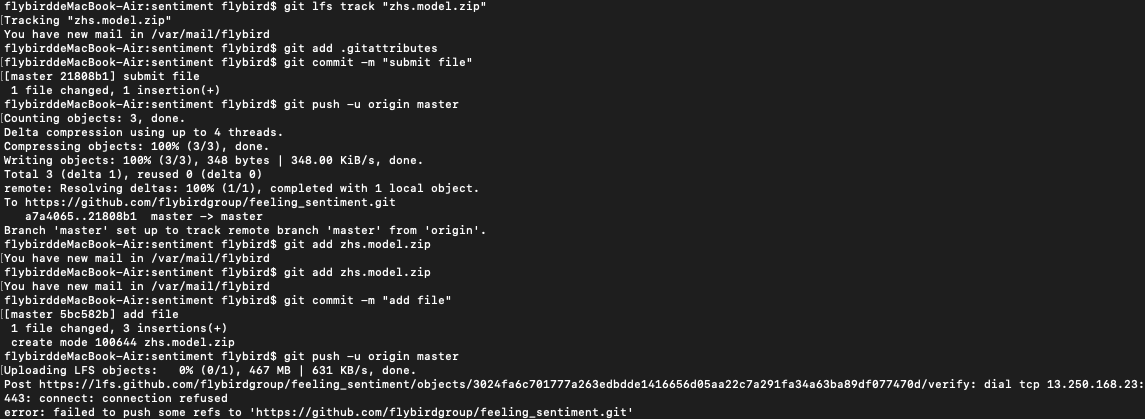 flybirddeMacBook-Air:sentiment flybird$ git lfs track "zhs.model.zip"
[Tracking "zhs.model.zip"
You have new mail in /var/mail/flybird
flybirddeMacBook-Air:sentiment flybird$ git add .gitattributes
[flybirddeMacBook-Air:sentiment flybird$ git commit -m "submit file"
[[master 21808b1] submit file
 1 file changed, 1 insertion(+)
flybirddeMacBook-Air:sentiment flybird$ git push -u origin master
[Counting objects: 3, done.
Delta compression using up to 4 threads.
Compressing objects: 100% (3/3), done.
Writing objects: 100% (3/3), 348 bytes | 348.00 KiB/s, done.
Total 3 (delta 1), reused 0 (delta 0)
remote: Resolving deltas: 100% (1/1), completed with 1 local object.
To https://github.com/flybirdgroup/feeling_sentiment.git
   a7a4065..21808b1  master -> master
Branch 'master' set up to track remote branch 'master' from 'origin'.
flybirddeMacBook-Air:sentiment flybird$ git add zhs.model.zip
[You have new mail in /var/mail/flybird
flybirddeMacBook-Air:sentiment flybird$ git add zhs.model.zip
[You have new mail in /var/mail/flybird
flybirddeMacBook-Air:sentiment flybird$ git commit -m "add file"
[[master 5bc582b] add file
 1 file changed, 3 insertions(+)
 create mode 100644 zhs.model.zip
flybirddeMacBook-Air:sentiment flybird$ git push -u origin master
[Uploading LFS objects:   0% (0/1), 467 MB | 631 KB/s, done.
Post https://lfs.github.com/flybirdgroup/feeling_sentiment/objects/3024fa6c701777a263edbdde1416656d05aa22c7a291fa34a63ba89df077470d/verify: dial tcp 13.250.168.23:
443: connect: connection refused
error: failed to push some refs to 'https://github.com/flybirdgroup/feeling_sentiment.git'